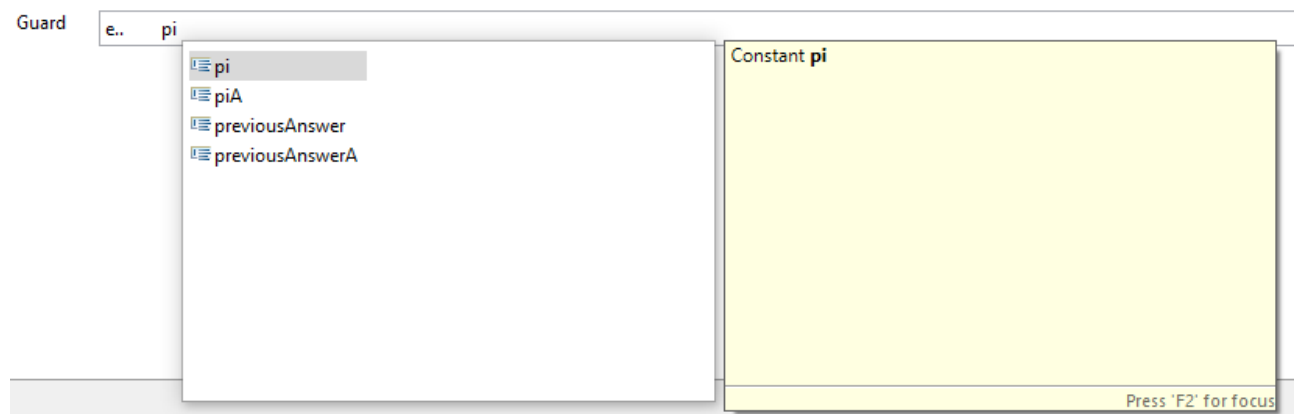 Guard
e.. pi
pi
piA
previousAnswer
previousAnswerA
Constant pi
Press 'F2' for focus